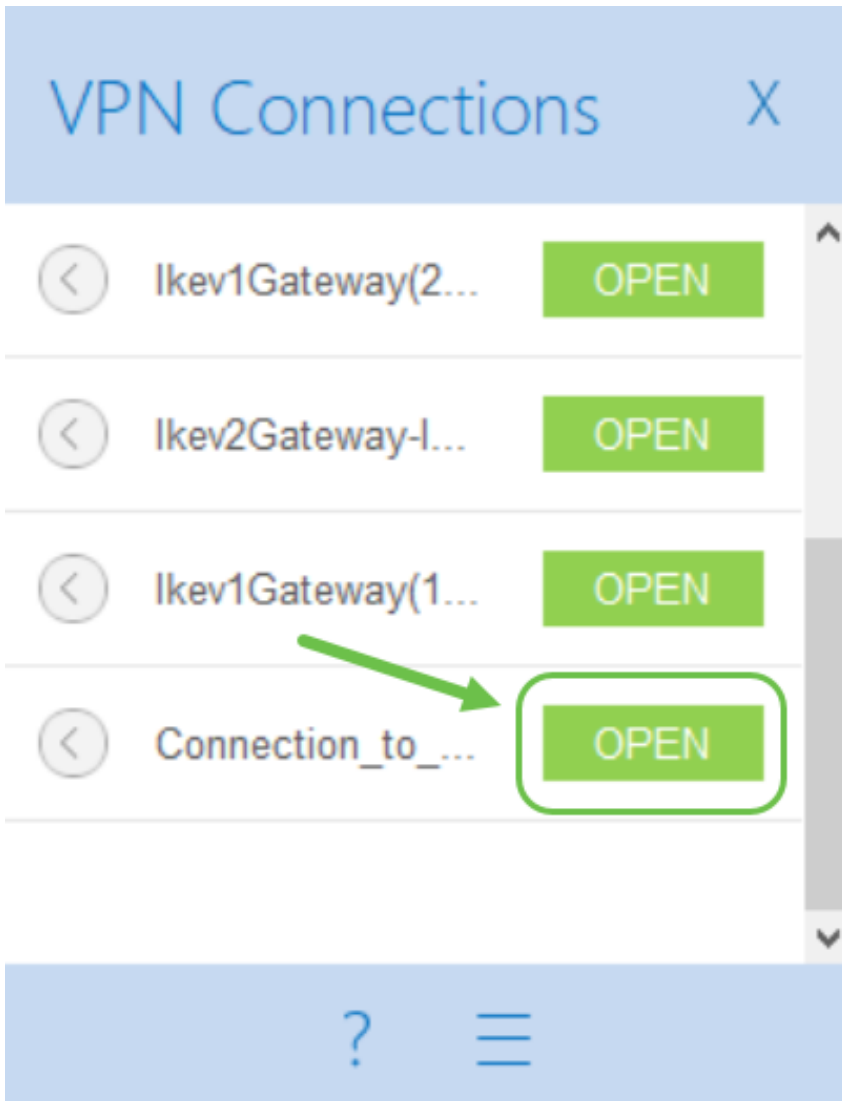 VPN Connections X
Ikev1Gateway(2... OPEN
Ikev2Gateway-I... OPEN
Ikev1Gateway(1... OPEN
Connection_to_... OPEN
?